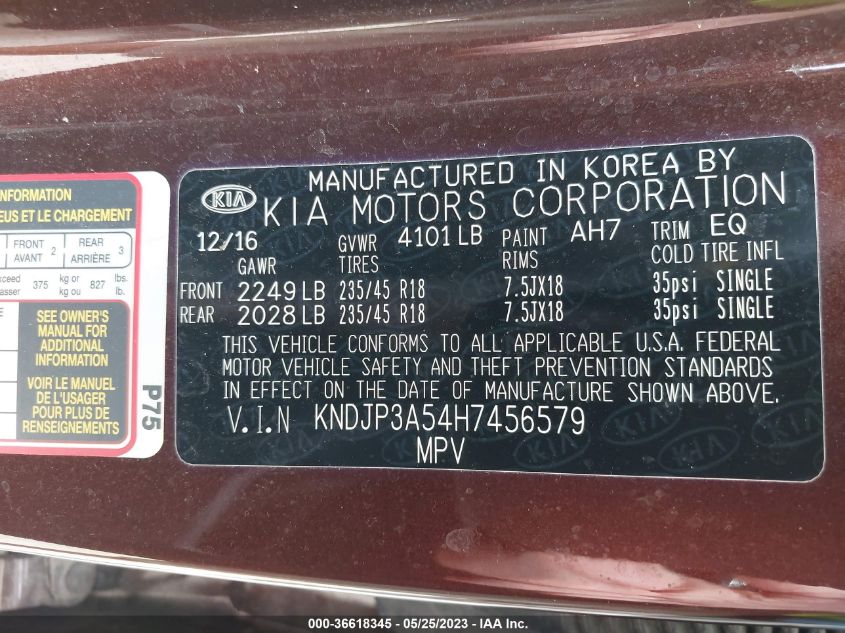 NFORMATION
EUS ET LE CHARGEMENT
FRONT AVANT 2 REAR ARRIÈRE 3
xceed 375 kg or 827 lbs.
asser kg ou lb.
SEE OWNER'S
MANUAL FOR
ADDITIONAL
INFORMATION
VOIR LE MANUEL
DE L'USAGER
POUR PLUS DE
RENSEIGNEMENTS
P75
MANUFACTURED IN KOREA BY
KIA KIA MOTORS CORPORATION
12/16 GVWR 4101 LB PAINT AH7 TRIM EQ
GAWR TIRES RIMS COLD TIRE INFL
FRONT 2249 LB 235/45 R18 7.5JX18 35psi SINGLE
REAR 2028 LB 235/45 R18 7.5JX18 35psi SINGLE
THIS VEHICLE CONFORMS TO ALL APPLICABLE U.S.A. FEDERAL
MOTOR VEHICLE SAFETY AND THEFT PREVENTION STANDARDS
IN EFFECT ON THE DATE OF MANUFACTURE SHOWN ABOVE.
V.I.N KNDJP3A54H7456579
MPV
000-36618345 - 05/25/2023 - © IAA, Inc.